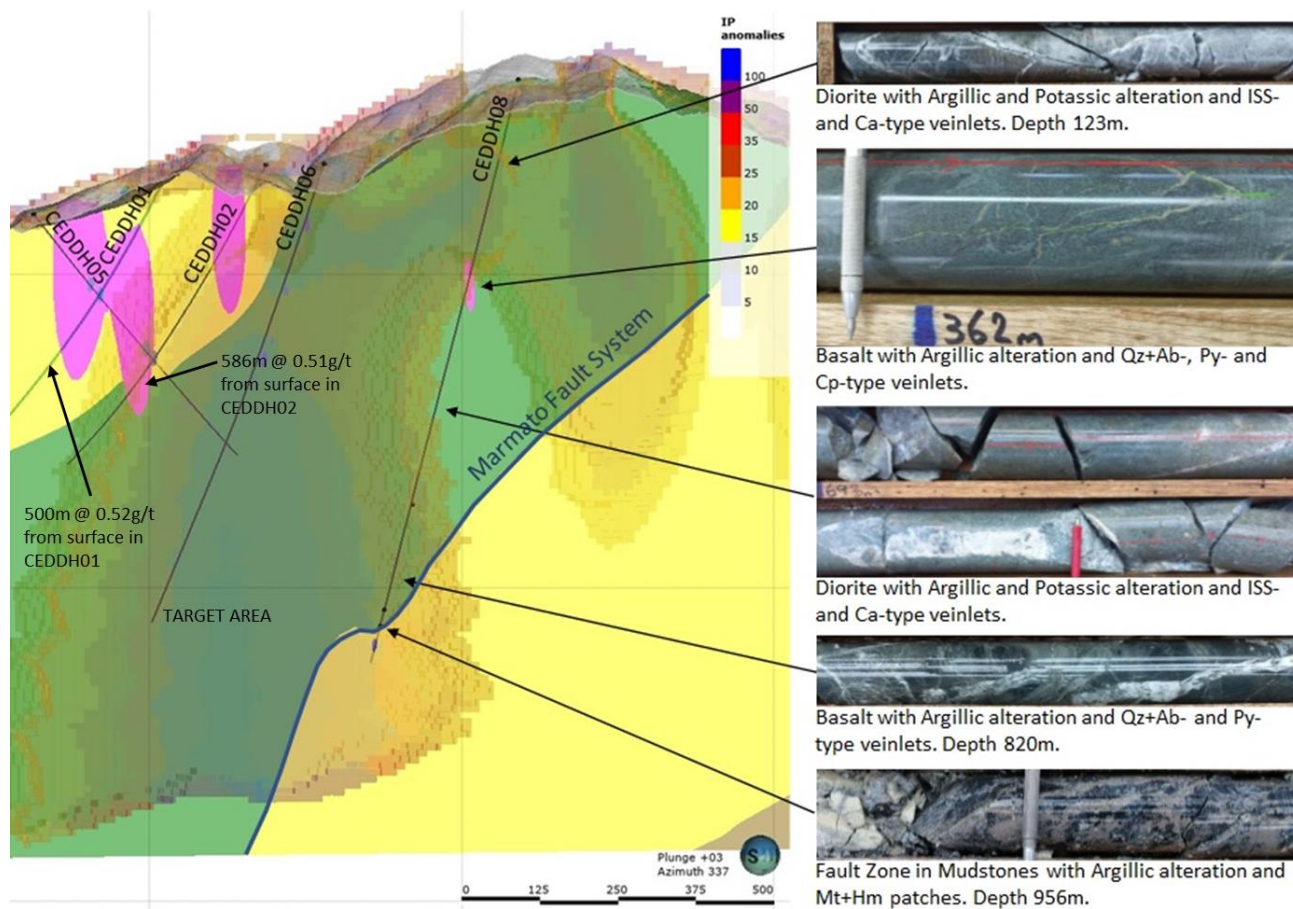 IP
anomalies
100
50
35
25
20
15
10
5
CEDDH05
CEDDH01
CEDDH02
CEDDH06
CEDDH08
586m @ 0.51g/t
from surface in
CEDDH02
500m @ 0.52g/t
from surface in
CEDDH01
TARGET AREA
Marmato Fault System
Plunge +03
Azimuth 337
S
0 125 250 375 500
Diorite with Argillic and Potassic alteration and ISS-
and Ca-type veinlets. Depth 123m.
362m
Basalt with Argillic alteration and Qz+Ab-, Py- and
Cp-type veinlets.
693m
Diorite with Argillic and Potassic alteration and ISS-
and Ca-type veinlets.
Basalt with Argillic alteration and Qz+Ab- and Py-
type veinlets. Depth 820m.
Fault Zone in Mudstones with Argillic alteration and
Mt+Hm patches. Depth 956m.